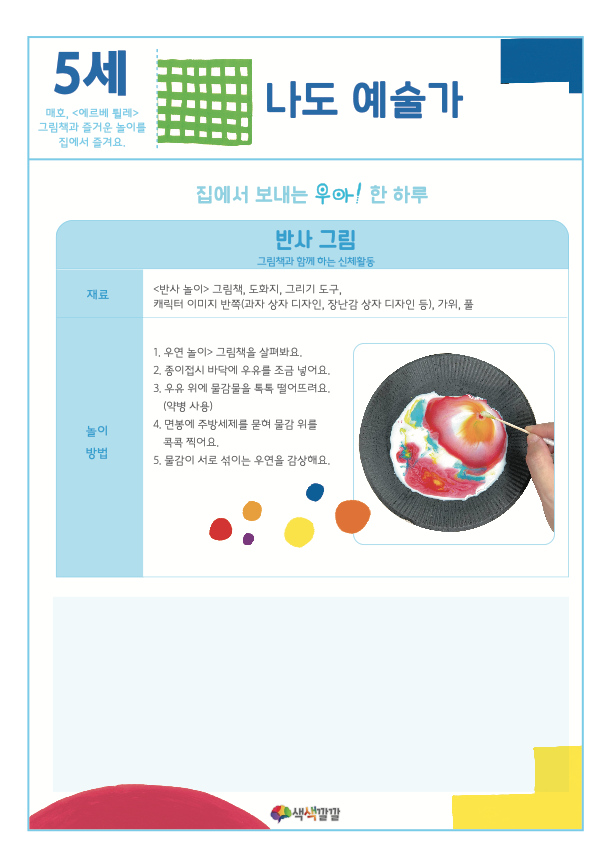 5세
매호, <에르베 튈레>
그림책과 즐거운 놀이를
집에서 즐겨요.
나도 예술가
집에서 보내는 우아! 한 하루
반사 그림
그림책과 함께 하는 신체활동
재료
<반사 놀이> 그림책, 도화지, 그리기 도구,
캐릭터 이미지 반쪽(과자 상자 디자인, 장난감 상자 디자인 등), 가위, 풀
놀이
방법
1. 우연 놀이> 그림책을 살펴봐요.
2. 종이접시 바닥에 우유를 조금 넣어요.
3. 우유 위에 물감물을 톡톡 떨어뜨려요.
(약병 사용)
4. 면봉에 주방세제를 묻혀 물감 위를
콕콕 찍어요.
5. 물감이 서로 섞이는 우연을 감상해요.
색색깔깔